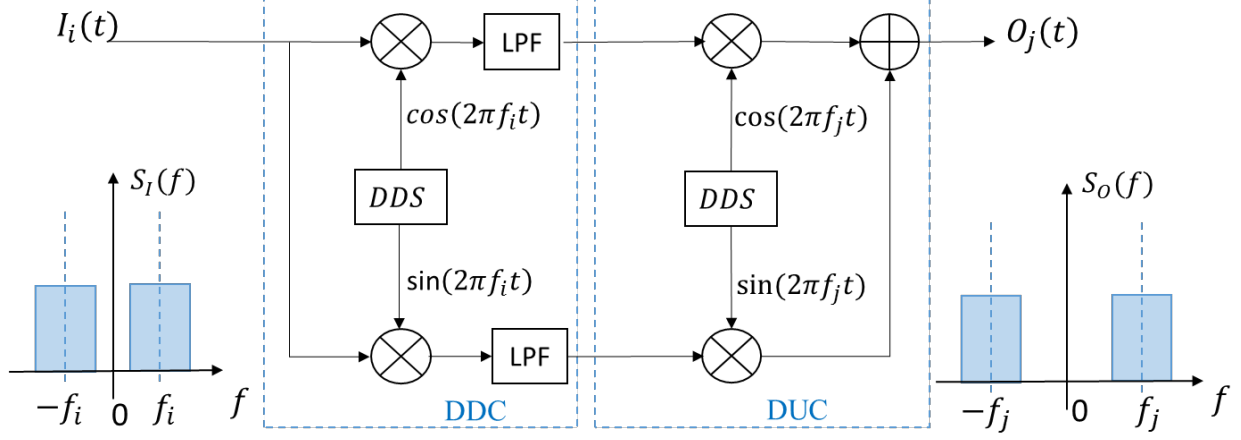 I_i(t)
LPF
O_j(t)
cos(2πf_i t)
cos(2πf_j t)
S_I(f)
DDS
DDS
S_O(f)
sin(2πf_i t)
sin(2πf_j t)
LPF
−f_i 0 f_i f
−f_j 0 f_j f
DDC
DUC